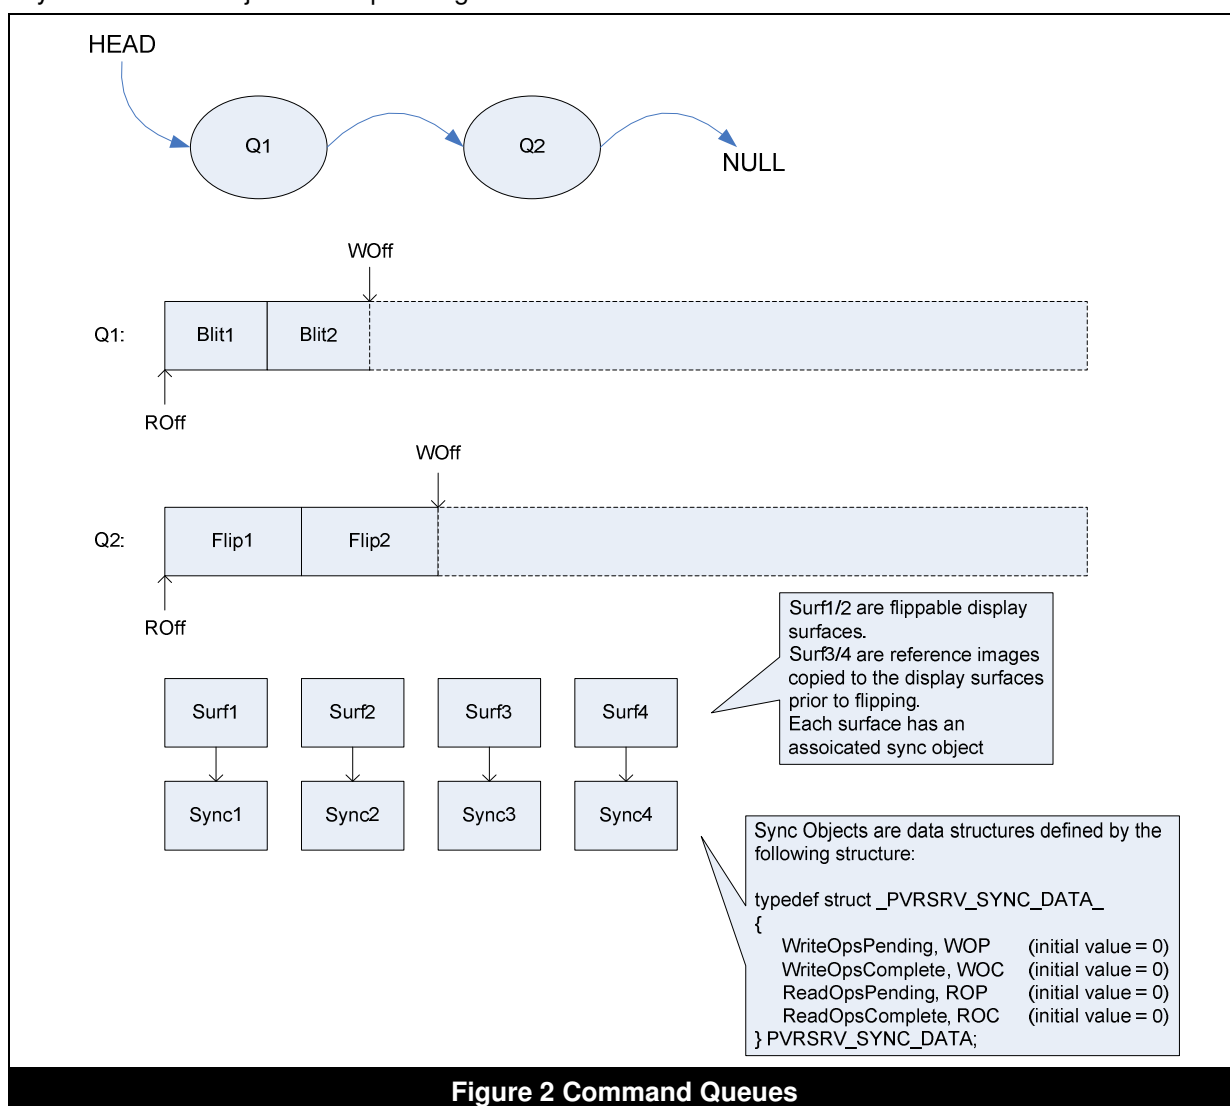 HEAD
Q1
Q2
NULL
WOff
Q1:
Blit1
Blit2
ROff
WOff
Q2:
Flip1
Flip2
ROff
Surf1/2 are flippable display
surfaces.
Surf3/4 are reference images
copied to the display surfaces
prior to flipping.
Each surface has an
assoicated sync object
Surf1
Surf2
Surf3
Surf4
Sync1
Sync2
Sync3
Sync4
Sync Objects are data structures defined by the
following structure:
typedef struct _PVRSRV_SYNC_DATA_
{
WriteOpsPending, WOP (initial value = 0)
WriteOpsComplete, WOC (initial value = 0)
ReadOpsPending, ROP (initial value = 0)
ReadOpsComplete, ROC (initial value = 0)
} PVRSRV_SYNC_DATA;
Figure 2 Command Queues